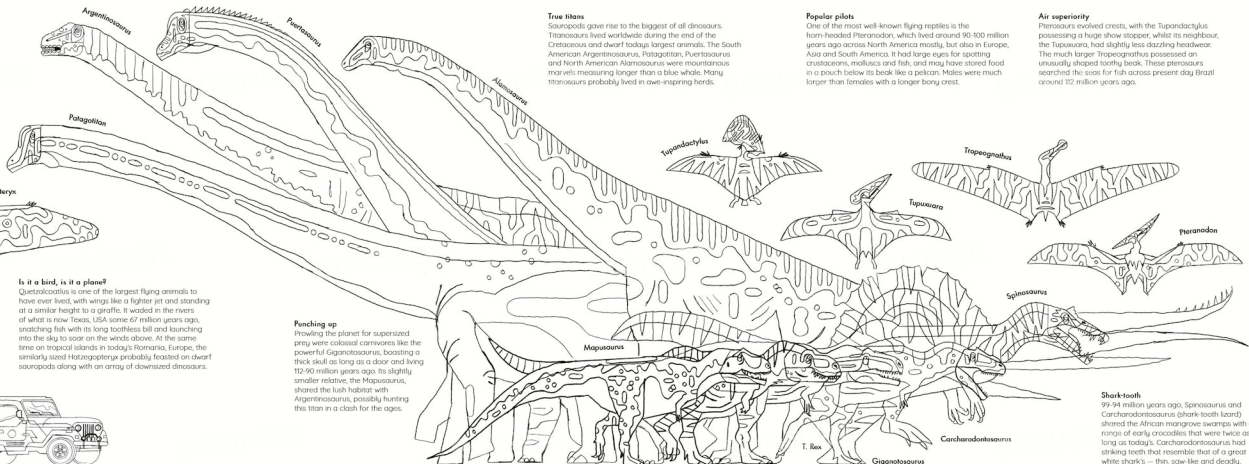 Argentinosaurus
Puertasaurus
Alamosaurus
Patagotitan
teryx
True titans
Sauropods gave rise to the biggest of all dinosaurs.
Titanosaurs lived worldwide during the end of the
Cretaceous and dwarf todays largest animals. The South
American Argentinosaurus, Patagotitan, Puertosaurus
and North American Alamosaurus were mountainous
marvels measuring longer than a blue whale. Many
titanosaurs probably lived in awe-inspiring herds.
Popular pilots
One of the most well-known flying reptiles is the
horn-headed Pteranodon, which lived around 90-100 million
years ago across North America mostly, but also in Europe,
Asia and South America. It had large eyes for spotting
crustaceans, molluscs and fish, and may have stored food
in a pouch below its beak like a pelican. Males were much
larger than females with a longer bony crest.
Air superiority
Pterosaurs evolved crests, with the Tupandactylus
possessing a huge show stopper, whilst its neighbour,
the Tupuxuara, had slightly less dazzling headwear.
The much larger Tropeognathus possessed an
unusually shaped toothy beak. These pterosaurs
searched the seas for fish across present day Brazil
around 112 million years ago.
Tupandactylus
Tropeognathus
Tupuxuara
Pteranodon
Spinosaurus
Is it a bird, is it a plane?
Quetzalcoatlus is one of the largest flying animals to
have ever lived, with wings like a fighter jet and standing
at a similar height to a giraffe. It waded in the rivers
of what is now Texas, USA some 67 million years ago,
snatching fish with its long toothless bill and launching
into the sky to soar on the winds above. At the same
time on tropical islands in today's Romania, Europe, the
similarly sized Hatzegopteryx probably feasted on dwarf
sauropods along with an array of downsized dinosaurs.
Punching up
Prowling the planet for supersized
prey were colossal carnivores like the
powerful Giganotosaurus, boasting a
thick skull as long as a door and living
112-90 million years ago. Its slightly
smaller relative, the Mapusaurus,
shared the lush habitat with
Argentinosaurus, possibly hunting
this titan in a clash for the ages.
Mapusaurus
T. Rex
Giganotosaurus
Carcharodontosaurus
Shark-tooth
99-94 million years ago, Spinosaurus and
Carcharodontosaurus (shark-tooth lizard)
shared the African mangrove swamps with
range of early crocodiles that were twice as
long as today's. Carcharodontosaurus had
striking teeth that resemble that of a great
white shark's – thin, saw-like and deadly.